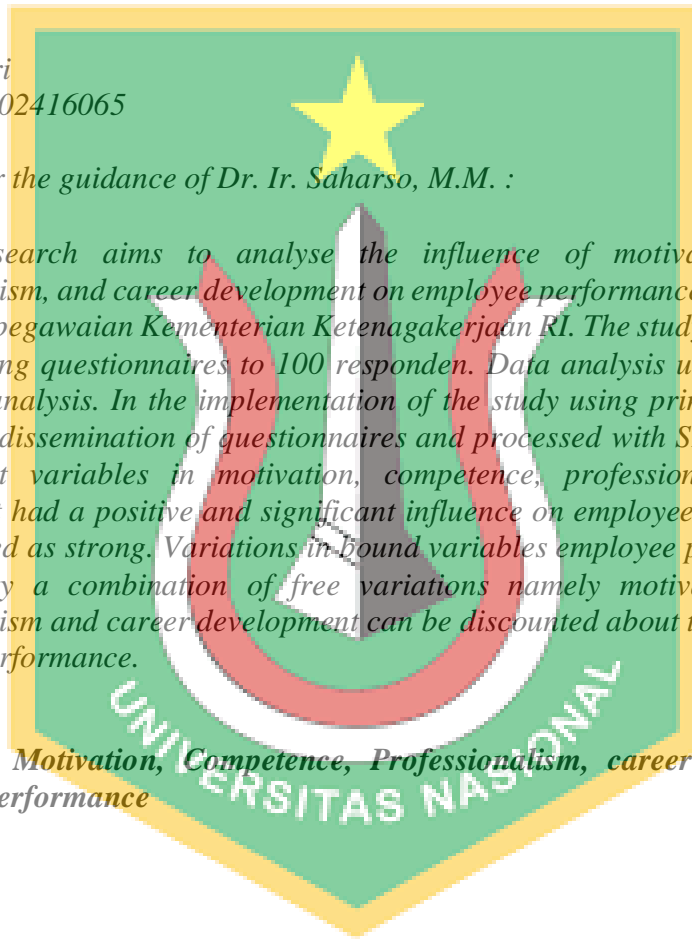 ri
02416065
r the guidance of Dr. Ir. Saharso, M.M. :
search aims to analyse the influence of motiva
ism, and career development on employee performance
pegawaian Kementerian Ketenagakerjaan RI. The study
ng questionnaires to 100 responden. Data analysis u
analysis. In the implementation of the study using prin
dissemination of questionnaires and processed with S
t variables in motivation, competence, profession
t had a positive and significant influence on employee
ed as strong. Variations in bound variables employee p
y a combination of free variations namely motiva
ism and career development can be discounted about t
erformance.
Motivation, Competence, Professionalism, career
erformance
UNIVERSITAS NASIONAL